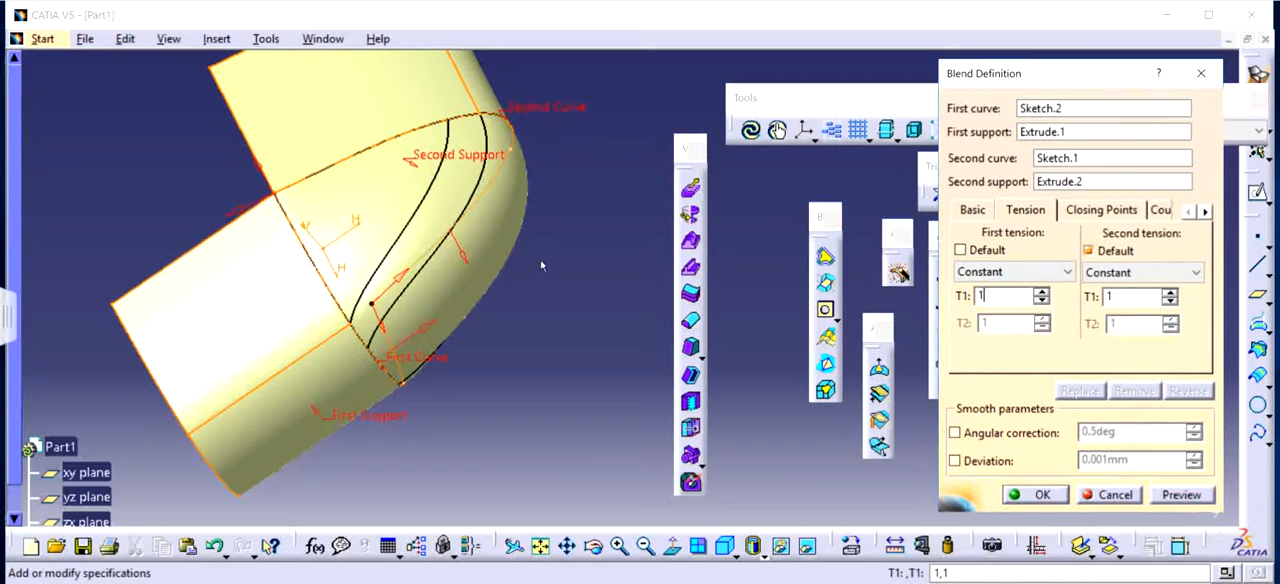 CATIA V5 - [Part1]
Start File Edit View Insert Tools Window Help
Second Curve
Second Support
H
H
First Curve
First Support
Part1
xy plane
yz plane
zx plane
Tools
Blend Definition ?
First curve: Sketch.2
First support: Extrude.1
Second curve: Sketch.1
Second support: Extrude.2
Basic Tension Closing Points Cou
First tension: Second tension:
Default Default
Constant Constant
T1: 1 T1: 1
T2: 1 T2: 1
Replace Remove Reverse
Smooth parameters
Angular correction: 0.5deg
Deviation: 0.001mm
OK Cancel Preview
f(x)
DS CATIA
Add or modify specifications T1: ,T1: 1,1